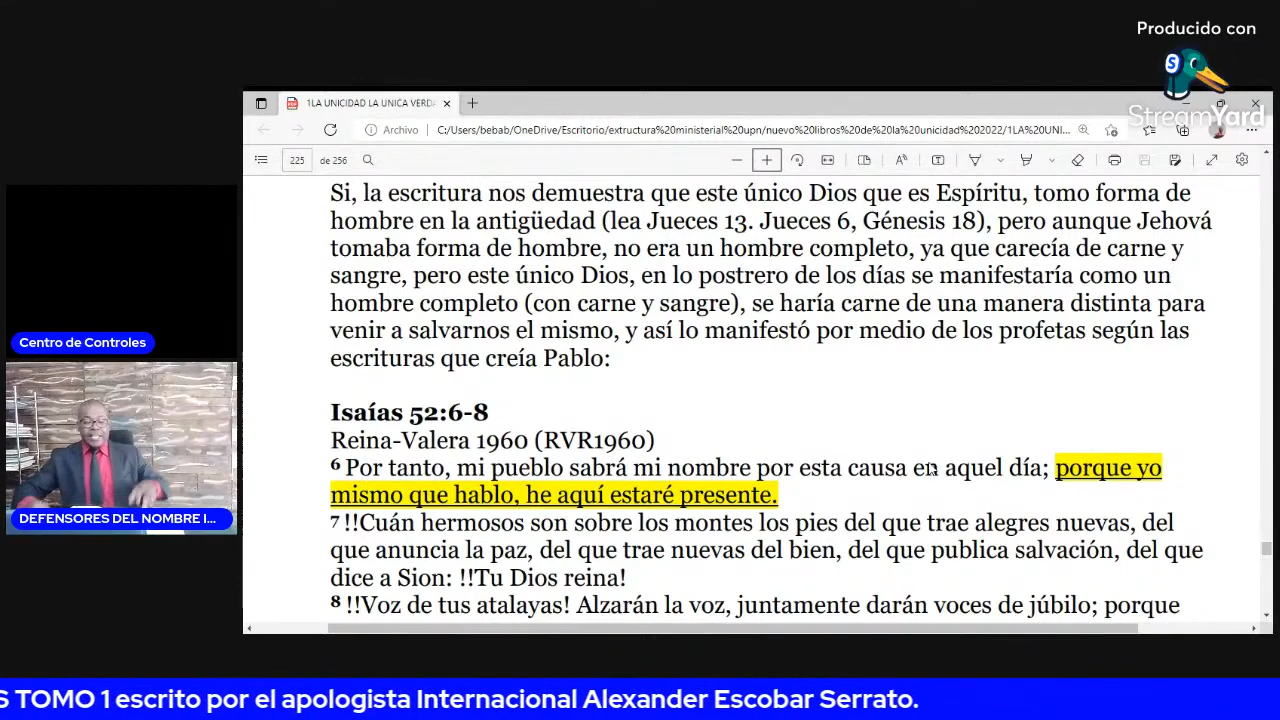 Producido con
StreamYard
1LA UNICIDAD LA UNICA VERDA
Archivo
C:/Users/bebab/OneDrive/Escritorio/extructura%20ministerial%20upn/nuevo%20libros%20de%20la%20unicidad%202022/1LA%20UNI...
225 de 256
Si, la escritura nos demuestra que este único Dios que es Espíritu, tomo forma de
hombre en la antigüedad (lea Jueces 13. Jueces 6, Génesis 18), pero aunque Jehová
tomaba forma de hombre, no era un hombre completo, ya que carecía de carne y
sangre, pero este único Dios, en lo postrero de los días se manifestaría como un
hombre completo (con carne y sangre), se haría carne de una manera distinta para
venir a salvarnos el mismo, y así lo manifestó por medio de los profetas según las
escrituras que creía Pablo:
Isaías 52:6-8
Reina-Valera 1960 (RVR1960)
6 Por tanto, mi pueblo sabrá mi nombre por esta causa en aquel día; porque yo
mismo que hablo, he aquí estaré presente.
7 !!Cuán hermosos son sobre los montes los pies del que trae alegres nuevas, del
que anuncia la paz, del que trae nuevas del bien, del que publica salvación, del que
dice a Sion: !!Tu Dios reina!
8 !!Voz de tus atalayas! Alzarán la voz, juntamente darán voces de júbilo; porque
Centro de Controles
DEFENSORES DEL NOMBRE I...
S TOMO 1 escrito por el apologista Internacional Alexander Escobar Serrato.